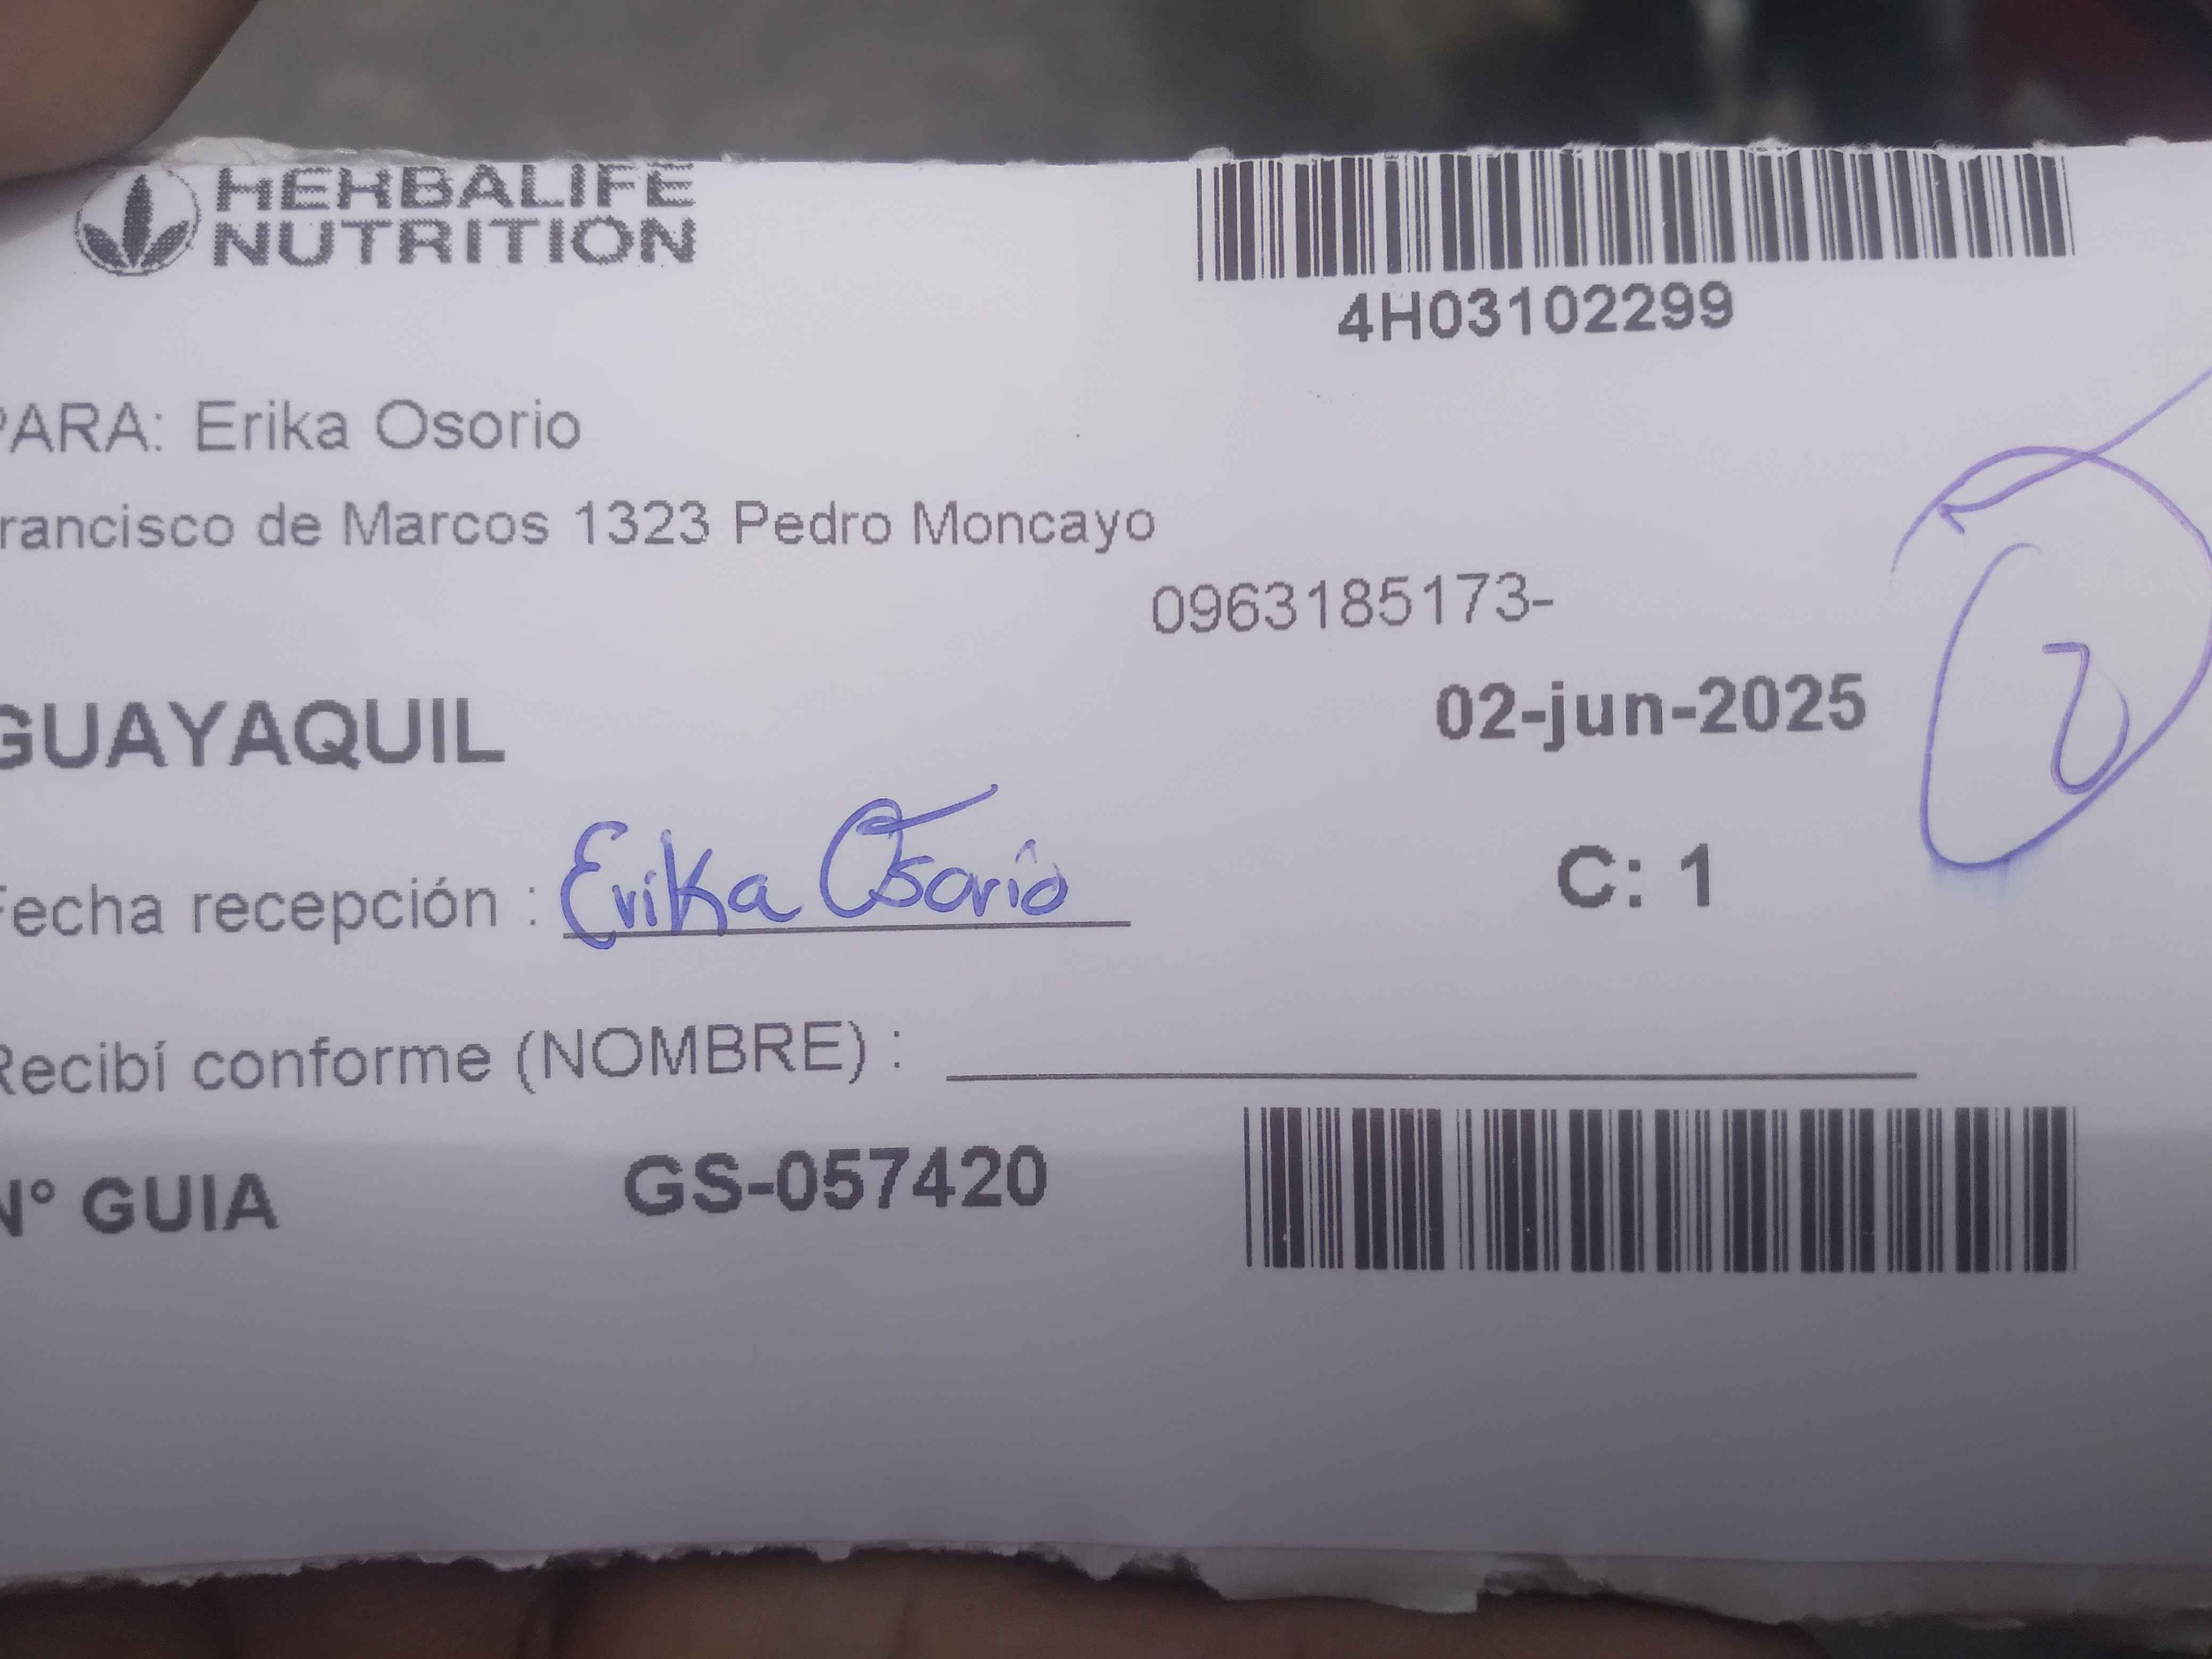 HERBALIFE
NUTRITION
4H03102299
PARA: Erika Osorio
rancisco de Marcos 1323 Pedro Moncayo
0963185173-
GUAYAQUIL
02-jun-2025
2
Fecha recepción : Erika Osorio
C: 1
Recibí conforme (NOMBRE) :
N° GUIA GS-057420